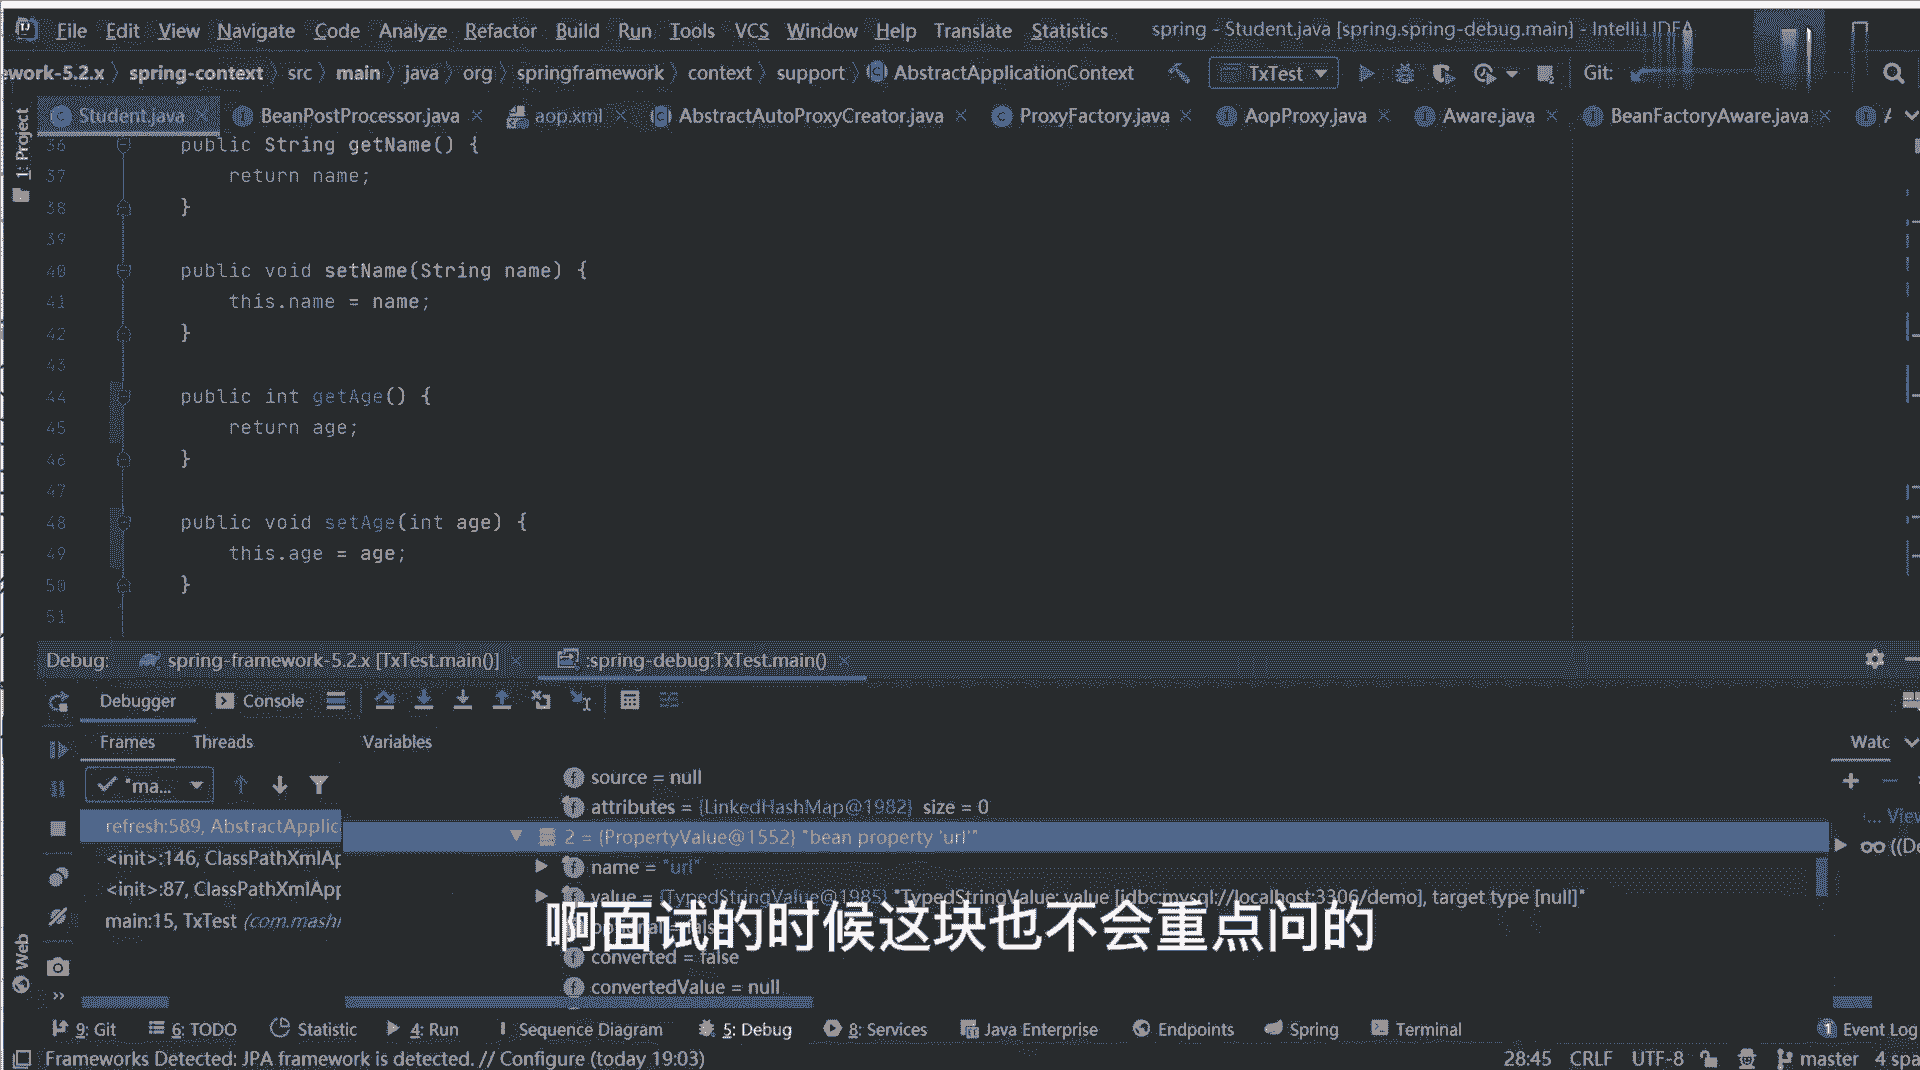 File Edit View Navigate Code Analyze Refactor Build Run Tools VCS Window Help Translate Statistics spring - Student.java [spring.spring-debug.main] - IntelliJ IDEA
ework-5.2.x spring-context src main java org springframework context support AbstractApplicationContext TxTest Git:
Student.java BeanPostProcessor.java aop.xml AbstractAutoProxyCreator.java ProxyFactory.java AopProxy.java Aware.java BeanFactoryAware.java
1: Project
36 public String getName() {
37 return name;
38 }
39
40 public void setName(String name) {
41 this.name = name;
42 }
43
44 public int getAge() {
45 return age;
46 }
47
48 public void setAge(int age) {
49 this.age = age;
50 }
51
Debug: spring-framework-5.2.x [TxTest.main()] :spring-debug:TxTest.main()
Debugger Console
Frames Threads Variables Watc
"ma...
source = null
attributes = {LinkedHashMap@1982} size = 0
... View
refresh:589, AbstractApplic
2 = {PropertyValue@1552} "bean property 'url'"
((De
<init>:146, ClassPathXmlAp
name = "url"
<init>:87, ClassPathXmlApp
value = {TypedStringValue@1985} "TypedStringValue: value [jdbc:mysql://localhost:3306/demo], target type [null]"
main:15, TxTest (com.mash
啊面试的时候这块也不会重点问的
converted = false
convertedValue = null
Web
9: Git 6: TODO Statistic 4: Run Sequence Diagram 5: Debug 8: Services Java Enterprise Endpoints Spring Terminal 1 Event Log
Frameworks Detected: JPA framework is detected. // Configure (today 19:03) 28:45 CRLF UTF-8 master 4 spa